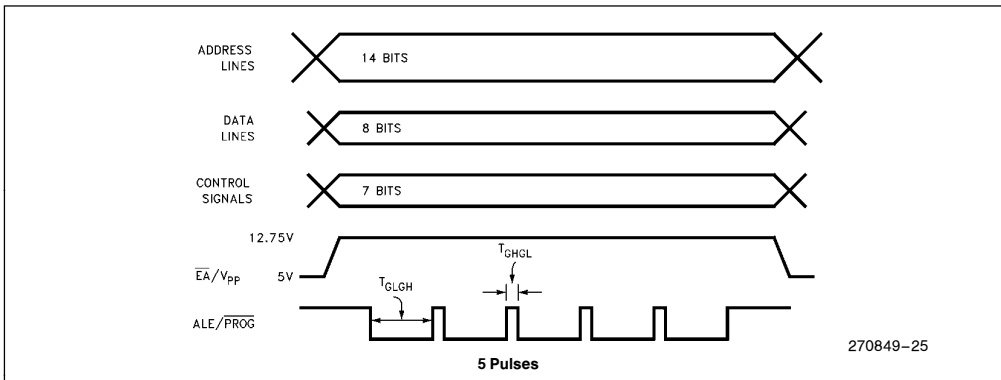 ADDRESS
LINES
14 BITS
DATA
LINES
8 BITS
CONTROL
SIGNALS
7 BITS
12.75V
EA/VPP
5V
TGHGL
TGLGH
ALE/PROG
5 Pulses
270849–25